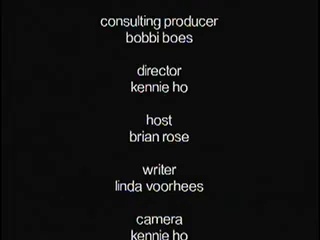 consulting producer
bobbi boes
director
kennie ho
host
brian rose
writer
linda voorhees
camera
kennie ho